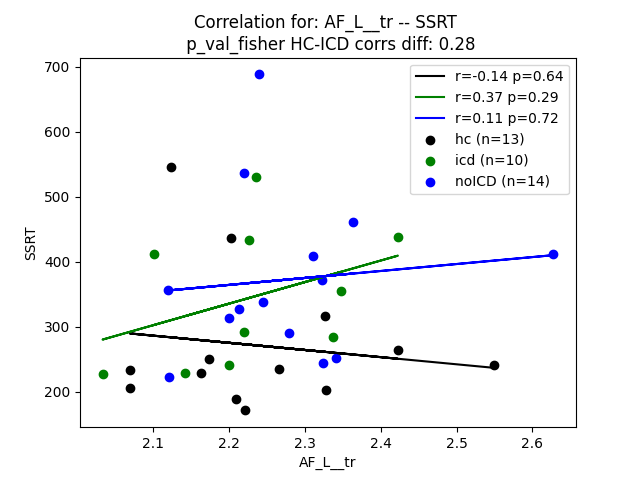 Correlation for: AF_L__tr -- SSRT
p_val_fisher HC-ICD corrs diff: 0.28
r=-0.14 p=0.64
r=0.37 p=0.29
r=0.11 p=0.72
hc (n=13)
icd (n=10)
noICD (n=14)
700
600
500
400
300
200
SSRT
2.1 2.2 2.3 2.4 2.5 2.6
AF_L__tr